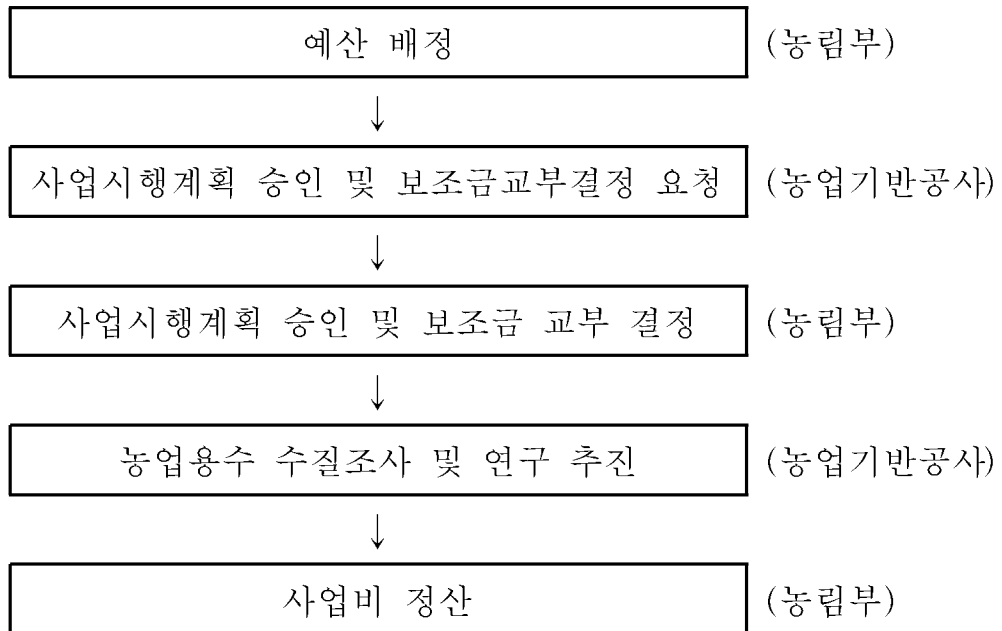 예산 배정 (농림부)
↓
사업시행계획 승인 및 보조금교부결정 요청 (농업기반공사)
↓
사업시행계획 승인 및 보조금 교부 결정 (농림부)
↓
농업용수 수질조사 및 연구 추진 (농업기반공사)
↓
사업비 정산 (농림부)